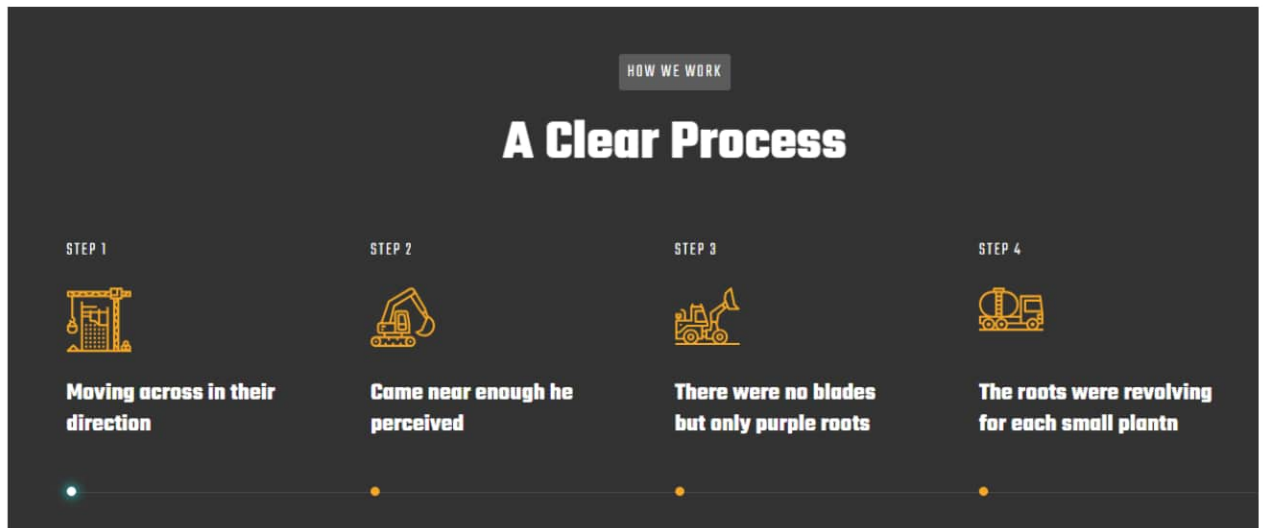 HOW WE WORK
A Clear Process
STEP 1
Moving across in their
direction
STEP 2
Came near enough he
perceived
STEP 3
There were no blades
but only purple roots
STEP 4
The roots were revolving
for each small plantn